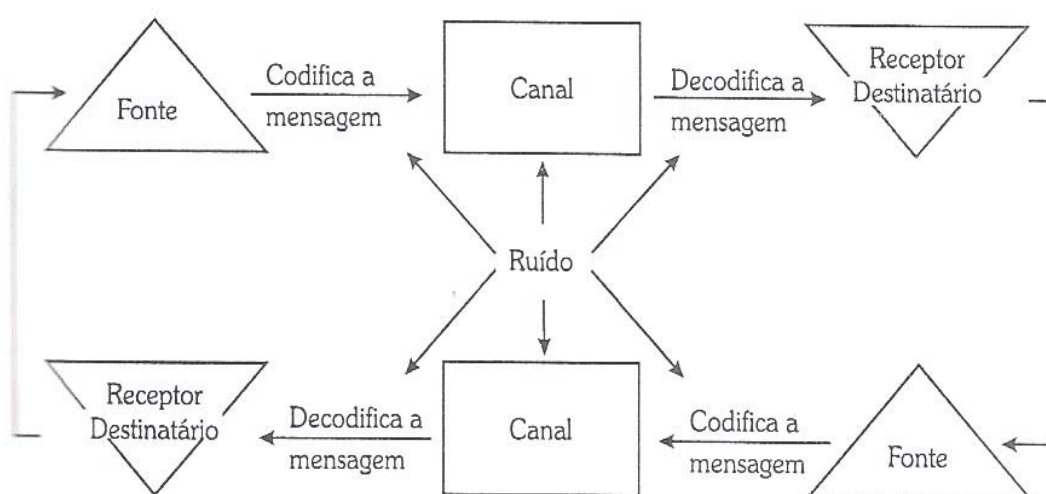 Fonte
Codifica a
mensagem
Canal
Decodifica a
mensagem
Receptor
Destinatário
Ruído
Receptor
Destinatário
Decodifica a
mensagem
Canal
Codifica a
mensagem
Fonte